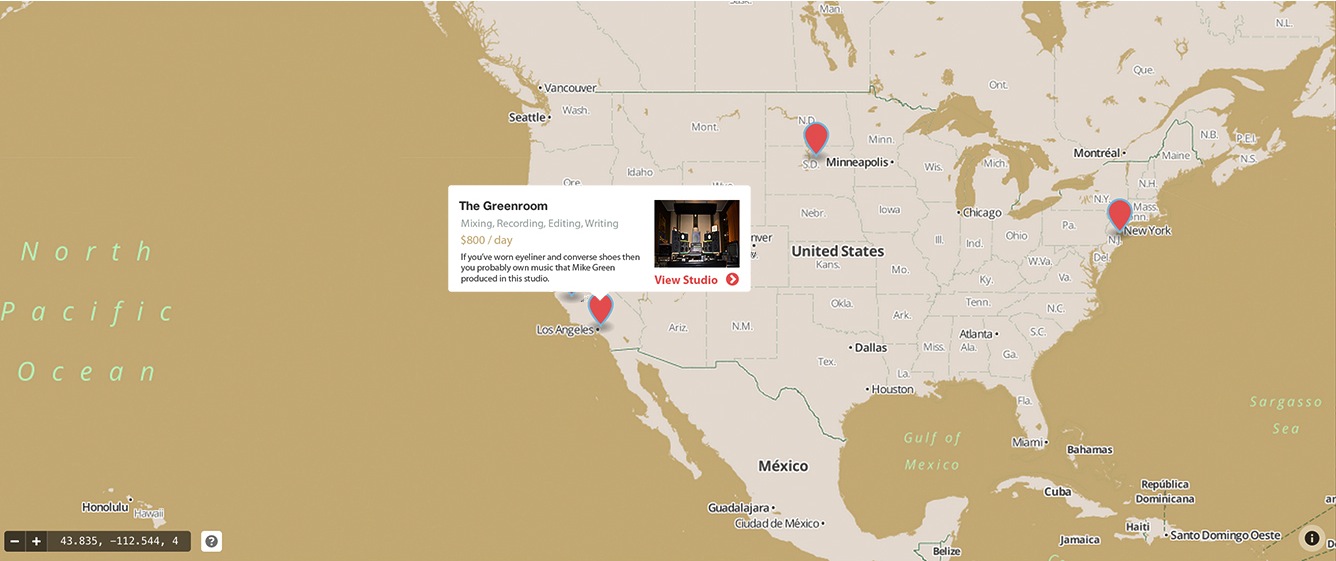 Sask.
Man.
N.L.
Que.
Ont.
Vancouver
Wash.
Seattle
Mont.
N.D.
Minn.
N.B.
P.E.I.
Montréal
Maine
N.S.
Minneapolis
S.D.
Wis.
Mich.
Idaho
Ore.
N.H.
N.Y.
Mass.
The Greenroom
Mixing, Recording, Editing, Writing
$800 / day
If you've worn eyeliner and converse shoes then
you probably own music that Mike Green
produced in this studio.
View Studio
Nebr.
Iowa
Chicago
Pa.
New York
N.J.
Ohio
Ill.
Ind.
United States
Kans.
Del.
W.Va.
Va.
Mo.
Ky.
North
Pacific
Ocean
Los Angeles
Ariz.
N.M.
Okla.
Ark.
Tenn.
N.C.
Atlanta
S.C.
Dallas
Miss.
Ala.
Ga.
Tex.
La.
Houston
Fla.
Sargasso
Sea
Gulf of
Mexico
Miami
Bahamas
México
Honolulu
Hawaii
Guadalajara
Ciudad de México
Cuba
República
Dominicana
Haiti
Santo Domingo Oeste
Jamaica
Belize
− + 43.835, −112.544, 4 ?
i